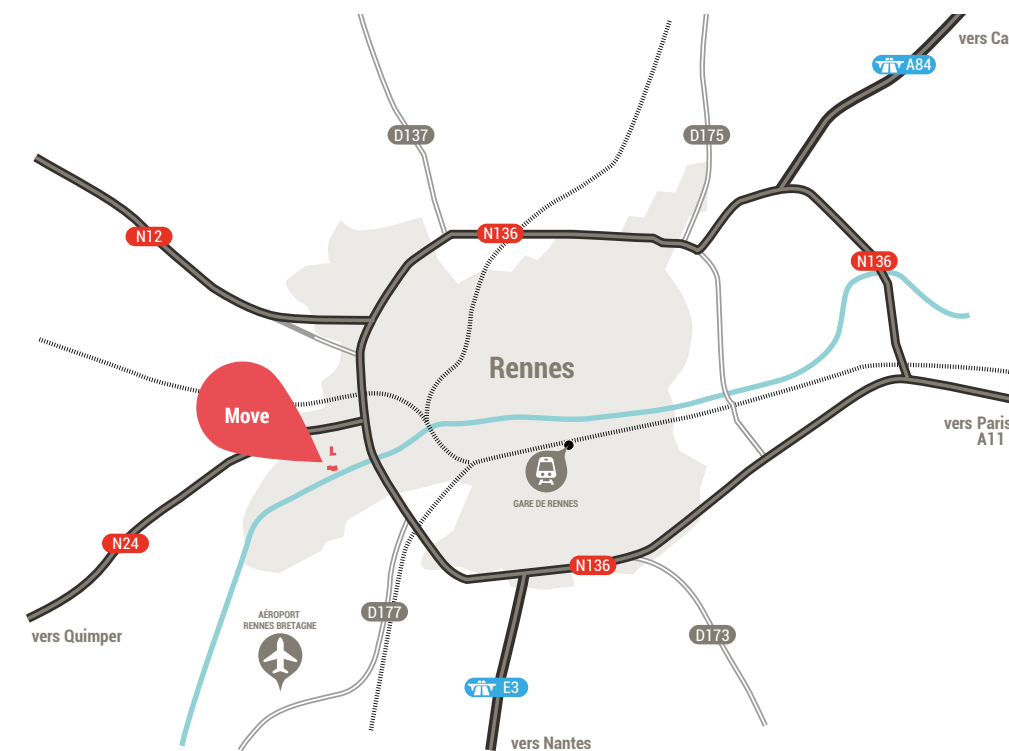 vers Ca
A84
D137
D175
N12
N136
N136
Rennes
Move
vers Paris
A11
GARE DE RENNES
N24
N136
D177
AÉROPORT
RENNES BRETAGNE
vers Quimper
D173
E3
vers Nantes